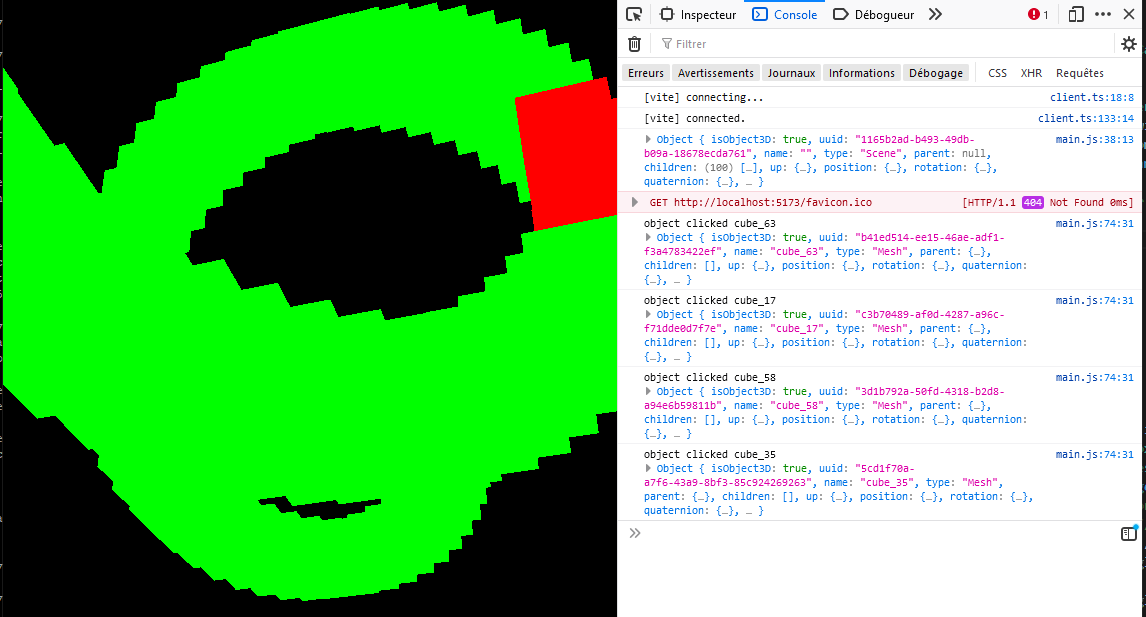 Inspecteur Console Débogueur 1
Filtrer
Erreurs Avertissements Journaux Informations Débogage CSS XHR Requêtes
[vite] connecting... client.ts:18:8
[vite] connected. client.ts:133:14
Object { isObject3D: true, uuid: "1165b2ad-b493-49db- main.js:38:13
b09a-18678ecda761", name: "", type: "Scene", parent: null,
children: (100) […], up: {…}, position: {…}, rotation: {…},
quaternion: {…}, … }
GET http://localhost:5173/favicon.ico [HTTP/1.1 404 Not Found 0ms]
object clicked cube_63 main.js:74:31
Object { isObject3D: true, uuid: "b41ed514-ee15-46ae-adf1-
f3a4783422ef", name: "cube_63", type: "Mesh", parent: {…},
children: [], up: {…}, position: {…}, rotation: {…}, quaternion:
{…}, … }
object clicked cube_17 main.js:74:31
Object { isObject3D: true, uuid: "c3b70489-af0d-4287-a96c-
f71dde0d7f7e", name: "cube_17", type: "Mesh", parent: {…},
children: [], up: {…}, position: {…}, rotation: {…}, quaternion:
{…}, … }
object clicked cube_58 main.js:74:31
Object { isObject3D: true, uuid: "3d1b792a-50fd-4318-b2d8-
a94e6b59811b", name: "cube_58", type: "Mesh", parent: {…},
children: [], up: {…}, position: {…}, rotation: {…}, quaternion:
{…}, … }
object clicked cube_35 main.js:74:31
Object { isObject3D: true, uuid: "5cd1f70a-
a7f6-43a9-8bf3-85c924269263", name: "cube_35", type: "Mesh",
parent: {…}, children: [], up: {…}, position: {…}, rotation: {…},
quaternion: {…}, … }